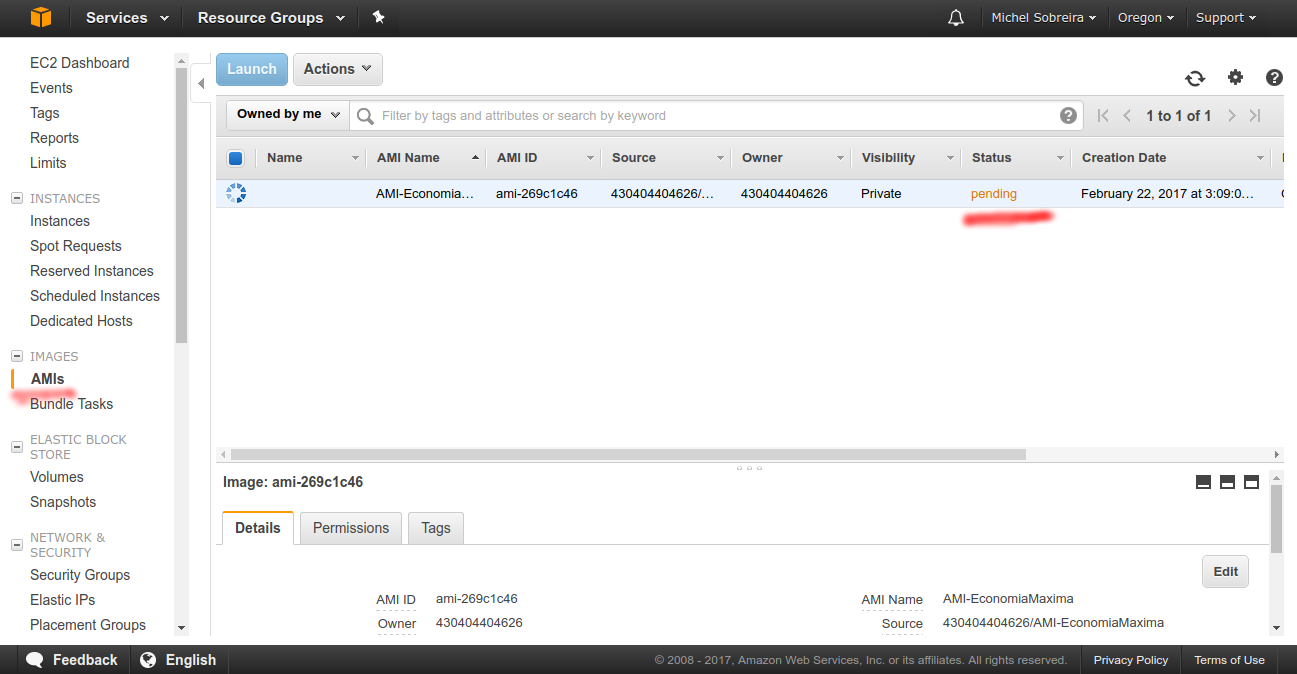 Services Resource Groups Michel Sobreira Oregon Support
EC2 Dashboard
Events
Tags
Reports
Limits
INSTANCES
Instances
Spot Requests
Reserved Instances
Scheduled Instances
Dedicated Hosts
IMAGES
AMIs
Bundle Tasks
ELASTIC BLOCK
STORE
Volumes
Snapshots
NETWORK &
SECURITY
Security Groups
Elastic IPs
Placement Groups
Launch Actions
Owned by me Filter by tags and attributes or search by keyword 1 to 1 of 1
Name AMI Name AMI ID Source Owner Visibility Status Creation Date
AMI-Economia... ami-269c1c46 430404404626/... 430404404626 Private pending February 22, 2017 at 3:09:0...
Image: ami-269c1c46
Details Permissions Tags
Edit
AMI ID ami-269c1c46 AMI Name AMI-EconomiaMaxima
Owner 430404404626 Source 430404404626/AMI-EconomiaMaxima
Feedback English © 2008 - 2017, Amazon Web Services, Inc. or its affiliates. All rights reserved. Privacy Policy Terms of Use